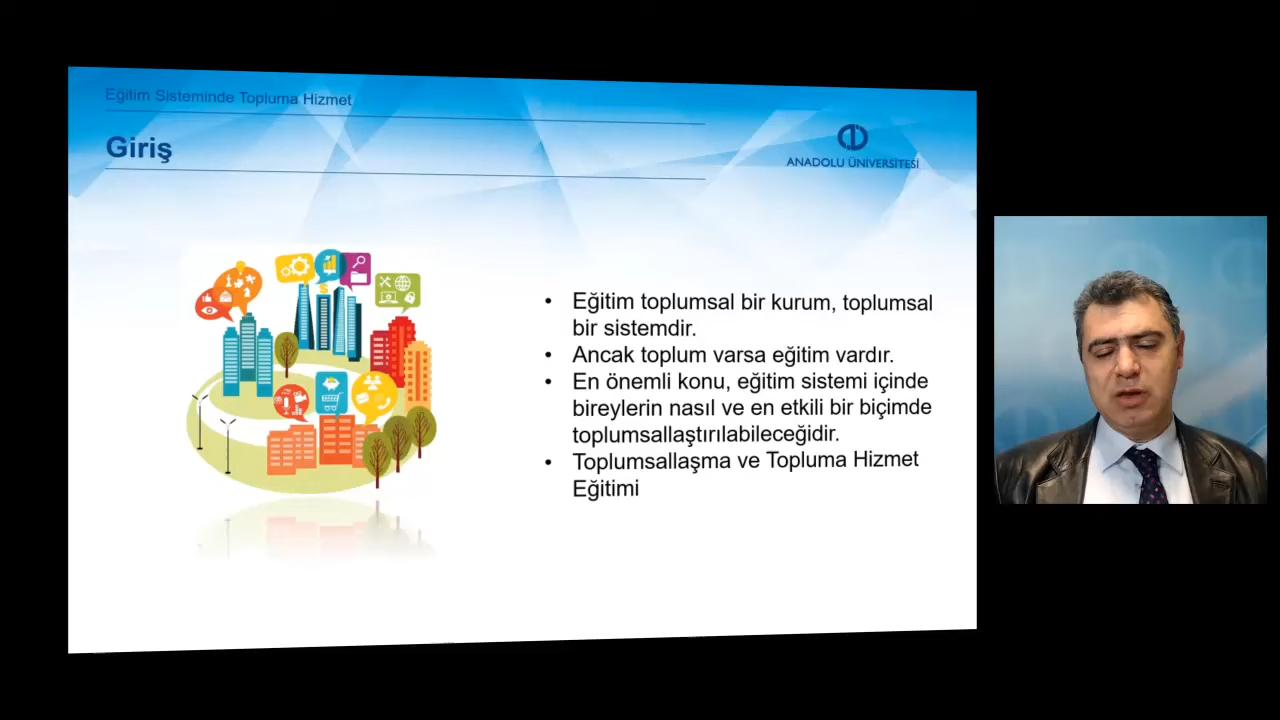 Eğitim Sisteminde Topluma Hizmet
Giriş
ANADOLU ÜNİVERSİTESİ
• Eğitim toplumsal bir kurum, toplumsal
bir sistemdir.
• Ancak toplum varsa eğitim vardır.
• En önemli konu, eğitim sistemi içinde
bireylerin nasıl ve en etkili bir biçimde
toplumsallaştırılabileceğidir.
• Toplumsallaşma ve Topluma Hizmet
Eğitimi